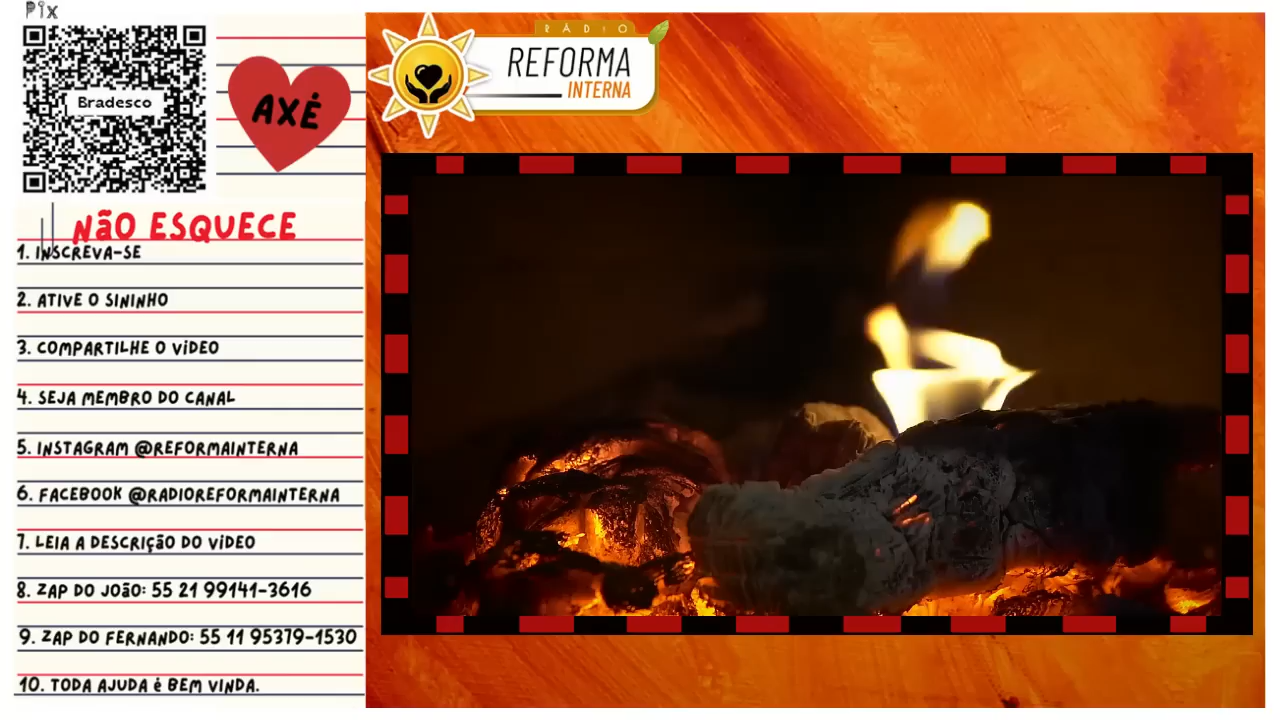 Pix
Bradesco
AXÉ
NÃO ESQUECE
1. INSCREVA-SE
2. ATIVE O SININHO
3. COMPARTILHE O VÍDEO
4. SEJA MEMBRO DO CANAL
5. INSTAGRAM @REFORMAINTERNA
6. FACEBOOK @RADIOREFORMAINTERNA
7. LEIA A DESCRIÇÃO DO VÍDEO
8. ZAP DO JOÃO: 55 21 99141-3616
9. ZAP DO FERNANDO: 55 11 95379-1530
10. TODA AJUDA É BEM VINDA.
RÁDIO
REFORMA
INTERNA